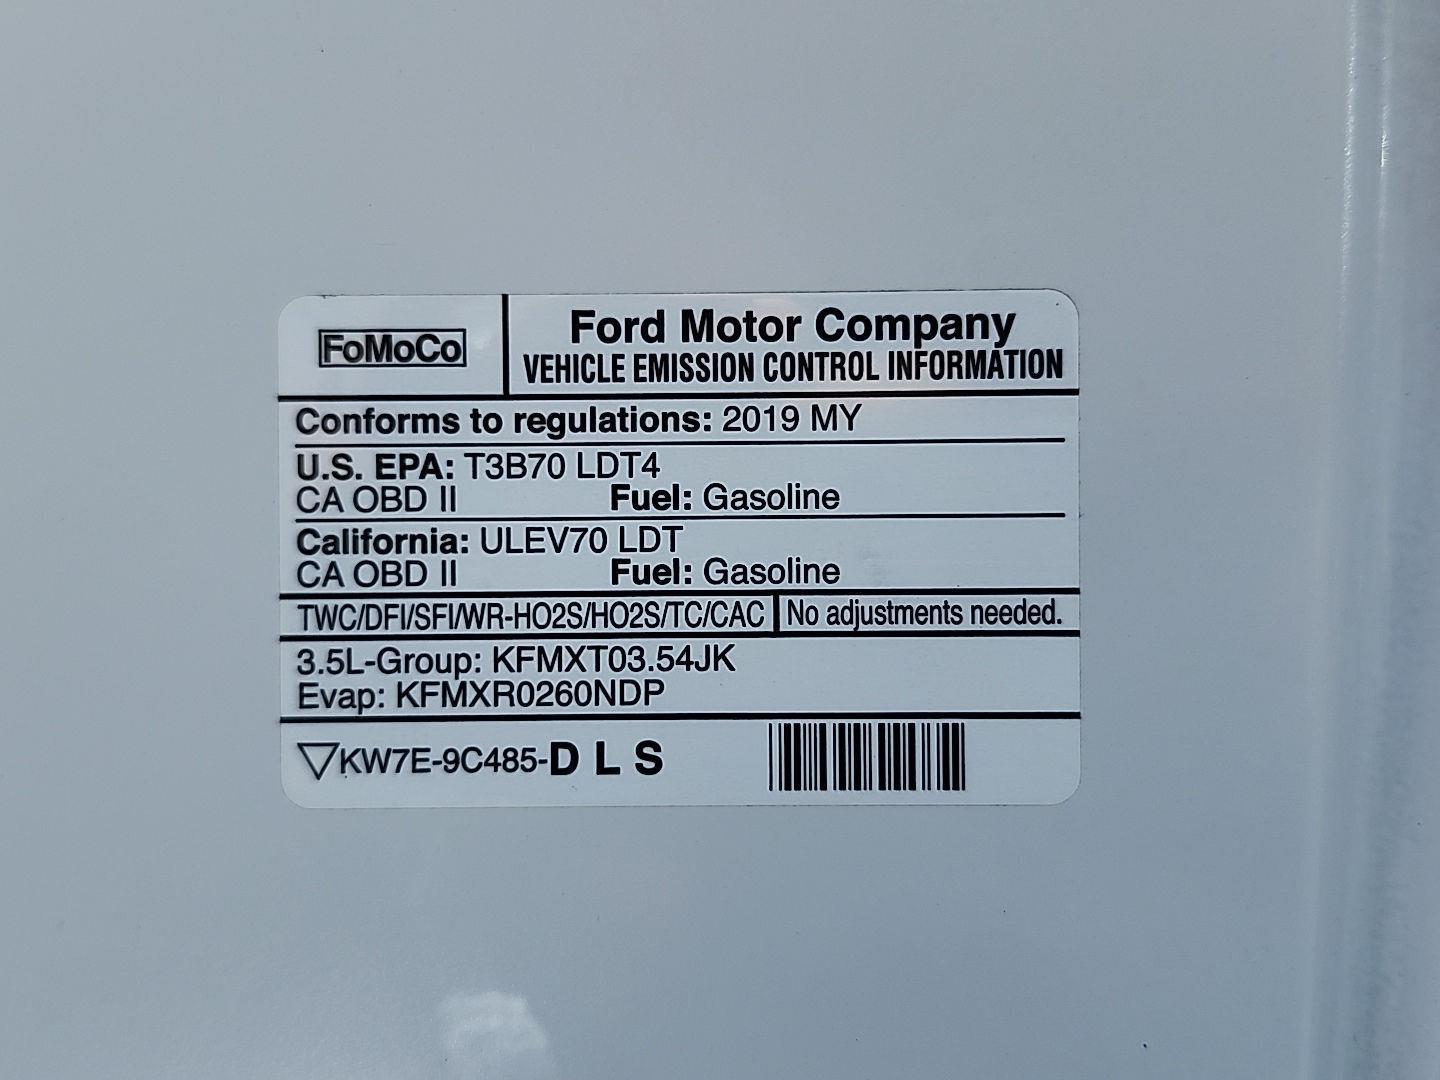 FoMoCo
Ford Motor Company
VEHICLE EMISSION CONTROL INFORMATION
Conforms to regulations: 2019 MY
U.S. EPA: T3B70 LDT4
CA OBD II Fuel: Gasoline
California: ULEV70 LDT
CA OBD II Fuel: Gasoline
TWC/DFI/SFI/WR-HO2S/HO2S/TC/CAC No adjustments needed.
3.5L-Group: KFMXT03.54JK
Evap: KFMXR0260NDP
▽KW7E-9C485-D L S